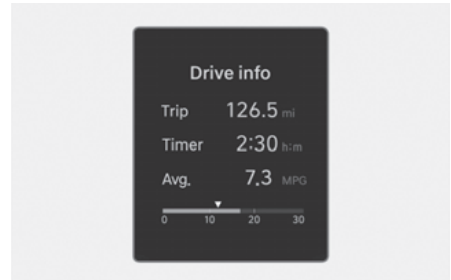 Drive info
Trip 126.5 mi
Timer 2:30 h:m
Avg. 7.3 MPG
0 10 20 30